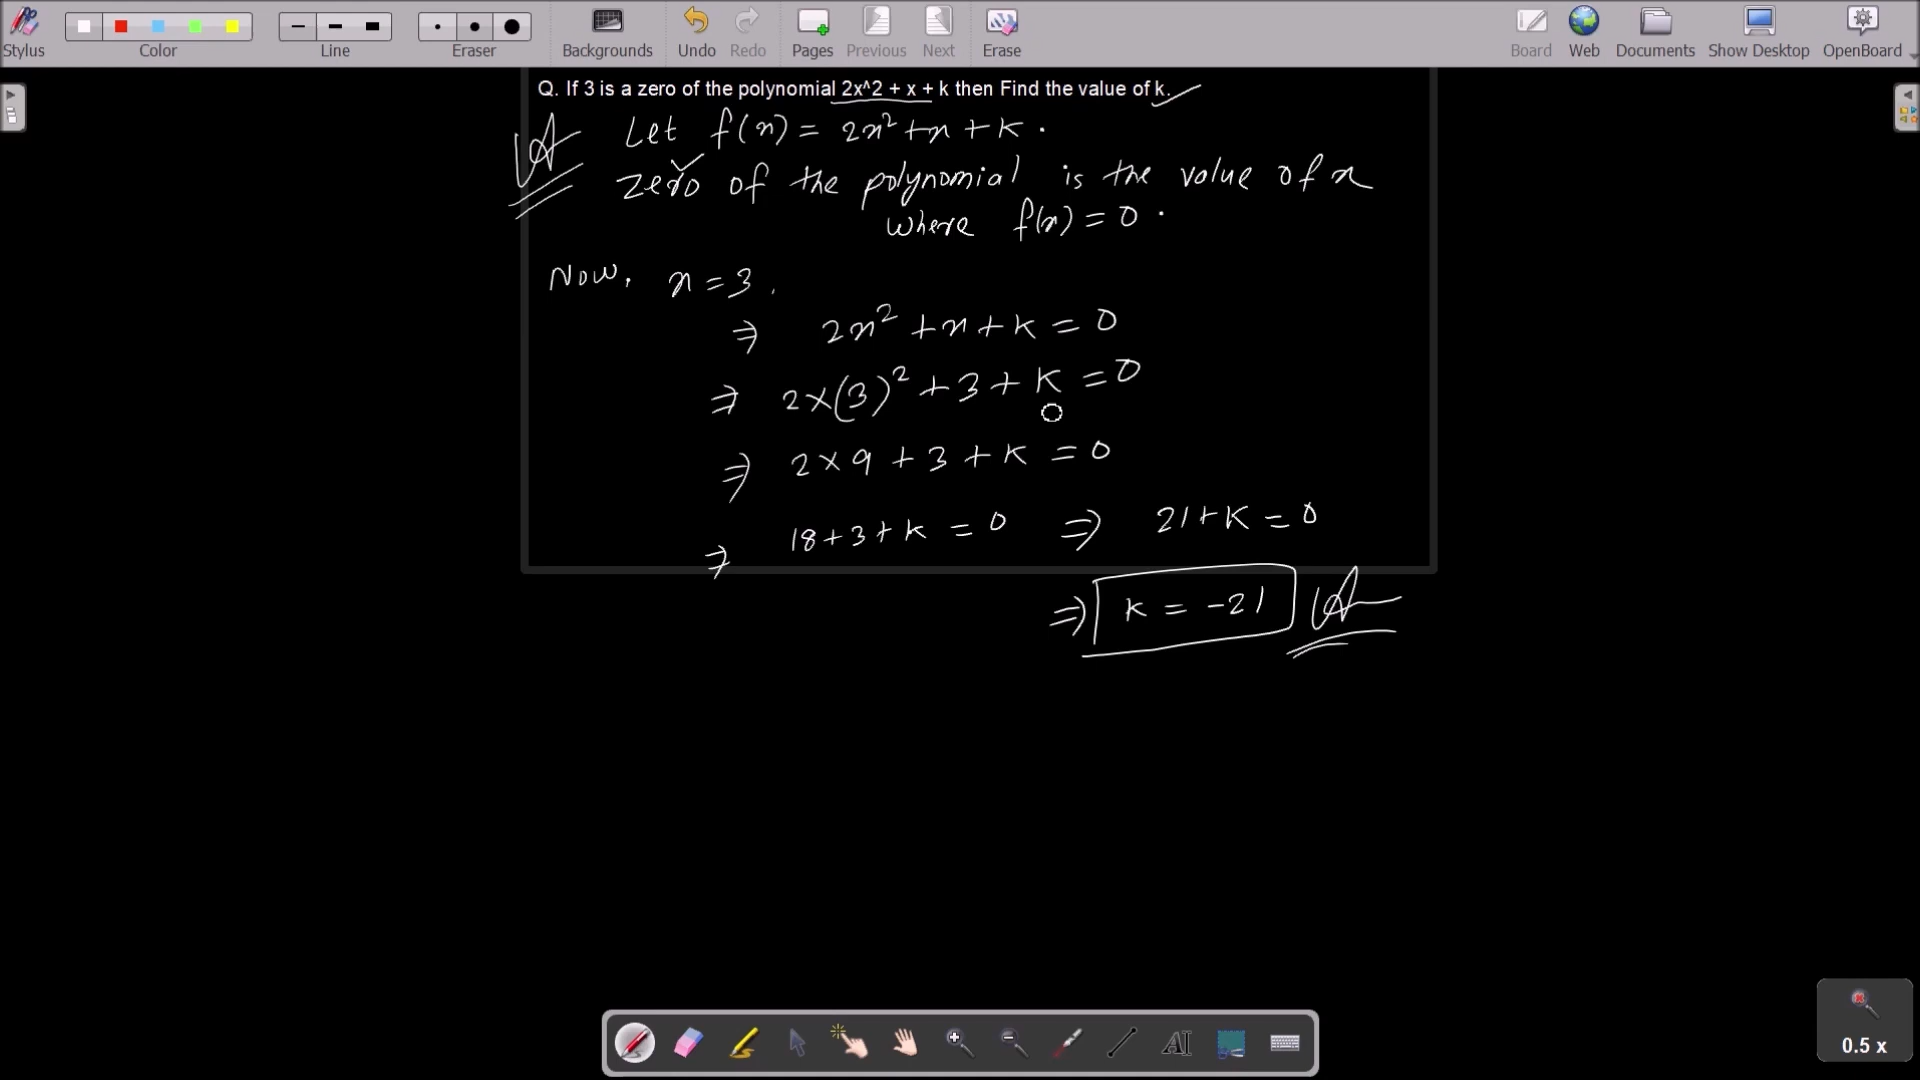 Stylus Color Line Eraser Backgrounds Undo Redo Pages Previous Next Erase Board Web Documents Show Desktop OpenBoard
Q. If 3 is a zero of the polynomial 2x^2 + x + k then Find the value of k.
Let f(x) = 2x² + x + k.
zero of the polynomial is the value of x
where f(x) = 0.
Now, x = 3.
⇒ 2x² + x + k = 0
⇒ 2×(3)² + 3 + k = 0
⇒ 2×9 + 3 + k = 0
⇒ 18 + 3 + k = 0 ⇒ 21 + k = 0
⇒ k = -21
AI
0.5 x